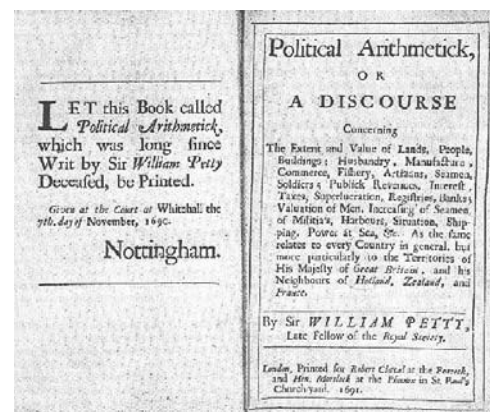 LET this Book called
Political Arithmetick,
which was long since
Writ by Sir William Petty
Deceased, be Printed.
Given at the Court at Whitehall the
7th. day of November, 1690.
Nottingham.
Political Arithmetick,
OR
A DISCOURSE
Concerning
The Extent and Value of Lands, People,
Buildings; Husbandry, Manufacture,
Commerce, Fishery, Artizans, Seamen,
Soldiers; Publick Revenues, Interest,
Taxes, Superlucration, Registries, Banks;
Valuation of Men, Increasing of Seamen,
of Militia's, Harbours, Situation, Ship-
ping, Power at Sea, &c. As the same
relates to every Country in general, but
more particularly to the Territories of
His Majesty of Great Britain, and his
Neighbours of Holland, Zealand, and
France.
By Sir WILLIAM PETTY,
Late Fellow of the Royal Society.
London, Printed for Robert Clavel at the Peacock,
and Hen. Mortlock at the Phœnix in St. Paul's
Church-yard. 1691.